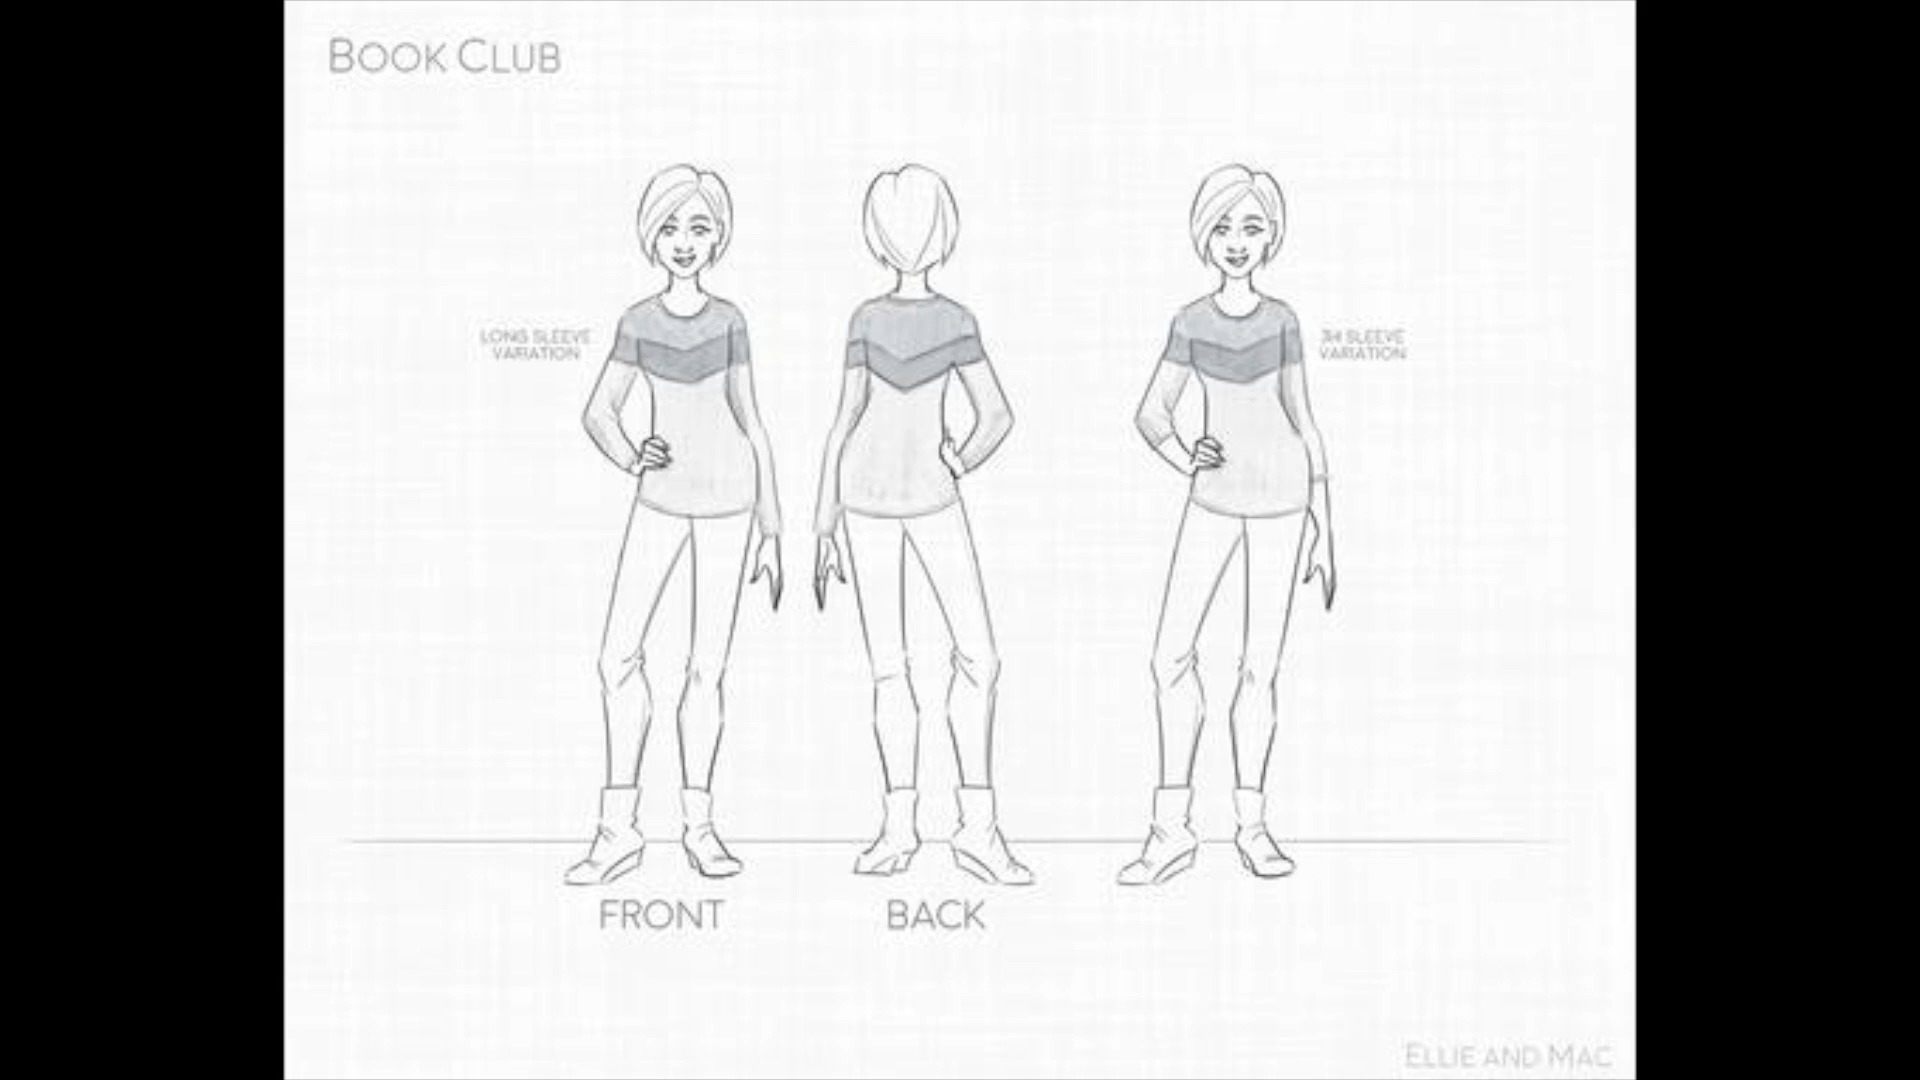 BOOK CLUB
LONG SLEEVE
VARIATION
3/4 SLEEVE
VARIATION
FRONT
BACK
ELLIE AND MAC